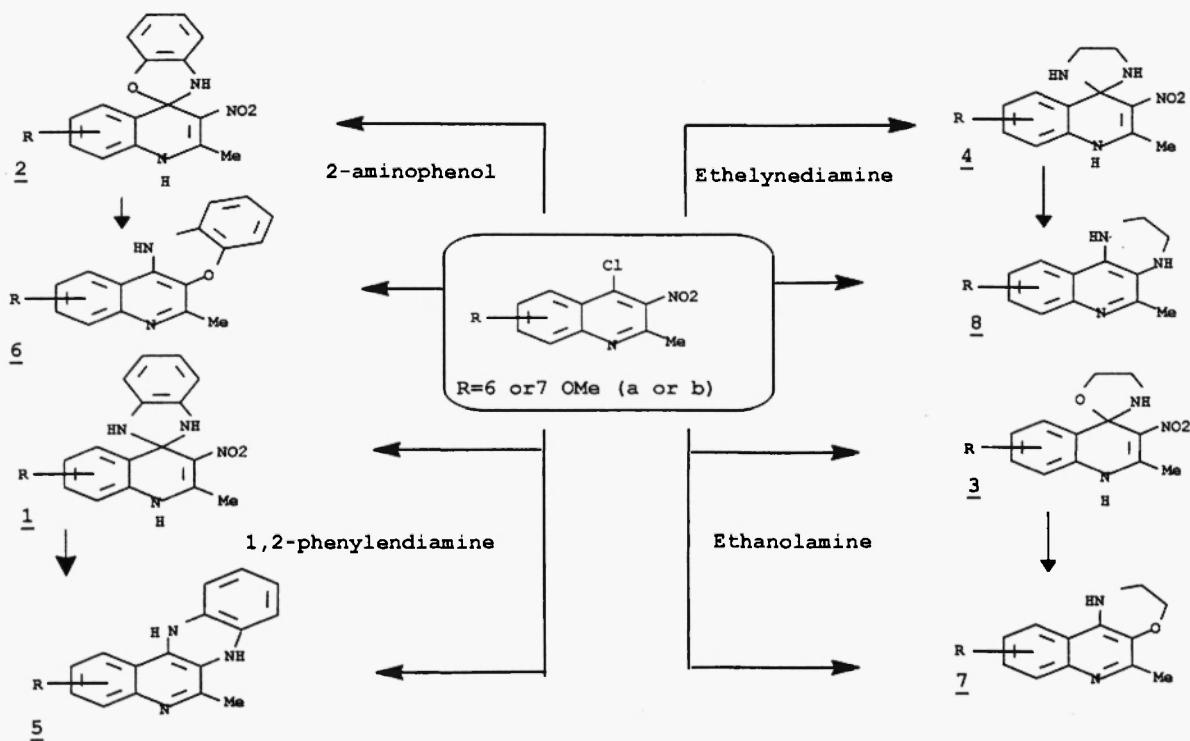 O
NH
NO2
R
N
H
Me
2
2-aminophenol
HN
NH
NO2
R
N
H
Me
4
Ethelynediamine
HN
O
R
N
Me
6
Cl
NO2
R
N
Me
R=6 or7 OMe (a or b)
HN
NH
R
N
Me
8
HN
NH
NO2
R
N
H
Me
1
1,2-phenylendiamine
O
NH
NO2
R
N
H
Me
3
Ethanolamine
H N
NH
R
N
Me
5
HN
O
R
N
Me
7